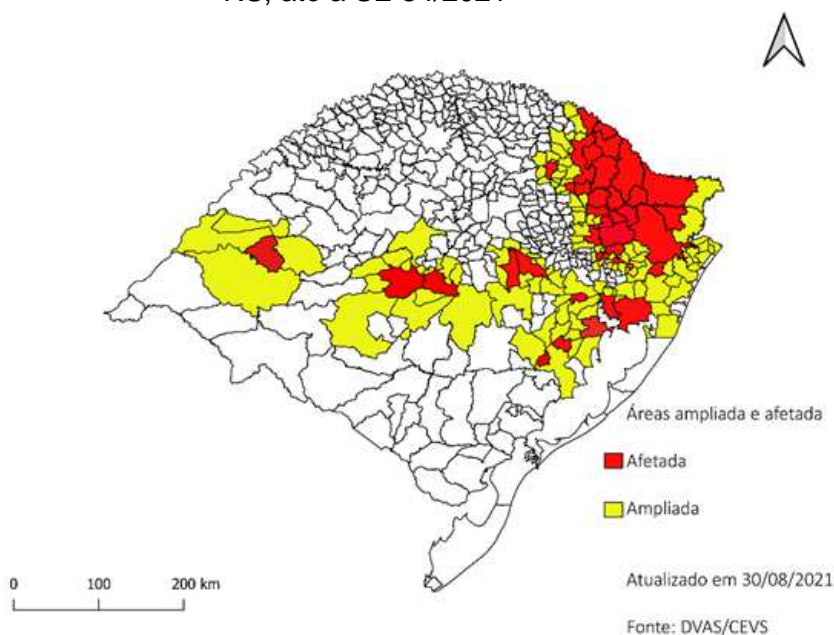 Áreas ampliada e afetada
Afetada
Ampliada
0 100 200 km
Atualizado em 30/08/2021
Fonte: DVAS/CEVS